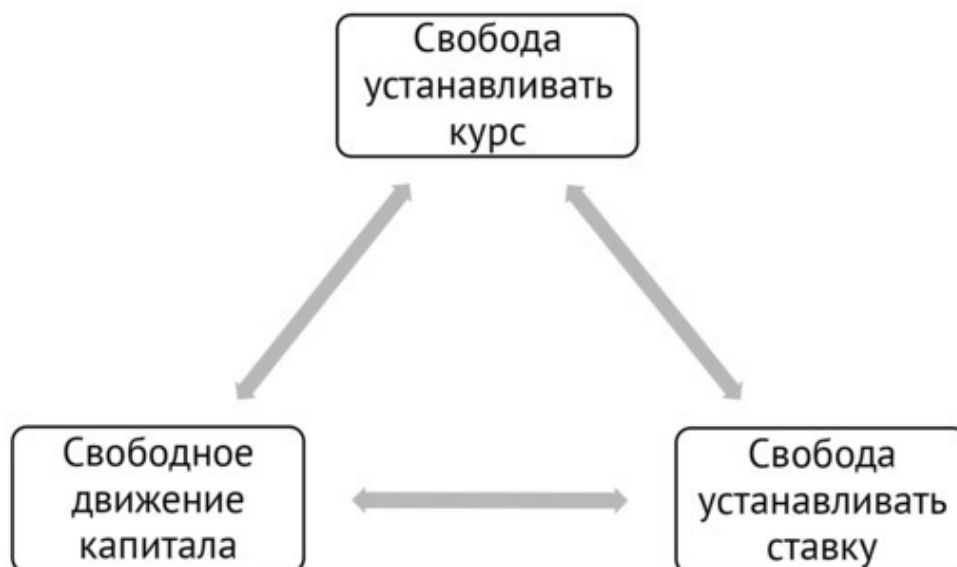 Свобода
устанавливать
курс
Свободное
движение
капитала
Свобода
устанавливать
ставку